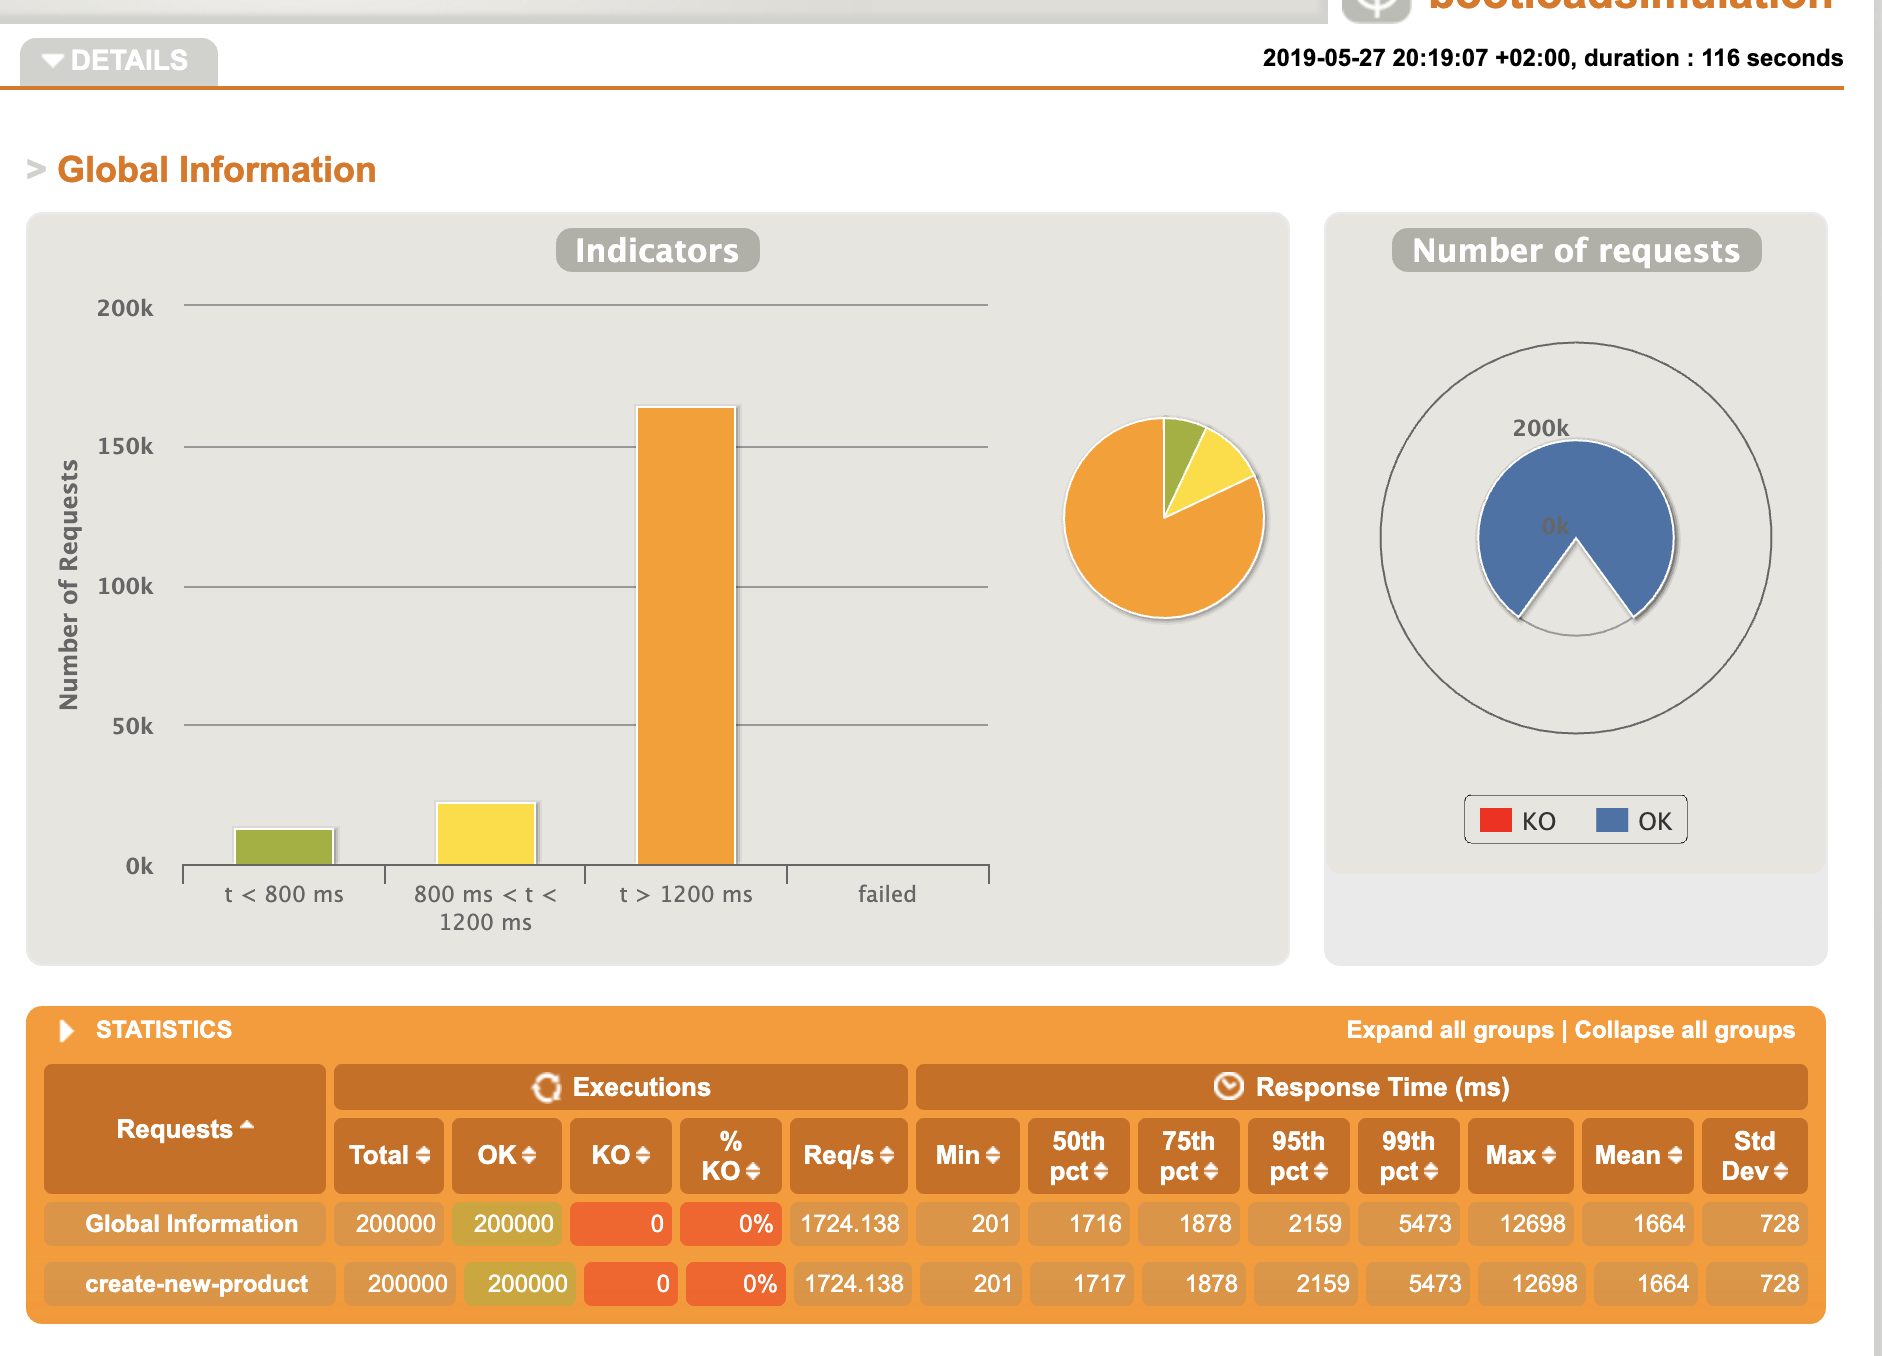 bootloadsimulation
DETAILS
2019-05-27 20:19:07 +02:00, duration : 116 seconds
> Global Information
Indicators
200k
150k
100k
50k
0k
Number of Requests
t < 800 ms
800 ms < t <
1200 ms
t > 1200 ms
failed
Number of requests
200k
0k
KO OK
STATISTICS
Expand all groups | Collapse all groups
Requests
Executions
Response Time (ms)
Total OK KO % KO Req/s Min 50th pct 75th pct 95th pct 99th pct Max Mean Std Dev
Global Information 200000 200000 0 0% 1724.138 201 1716 1878 2159 5473 12698 1664 728
create-new-product 200000 200000 0 0% 1724.138 201 1717 1878 2159 5473 12698 1664 728